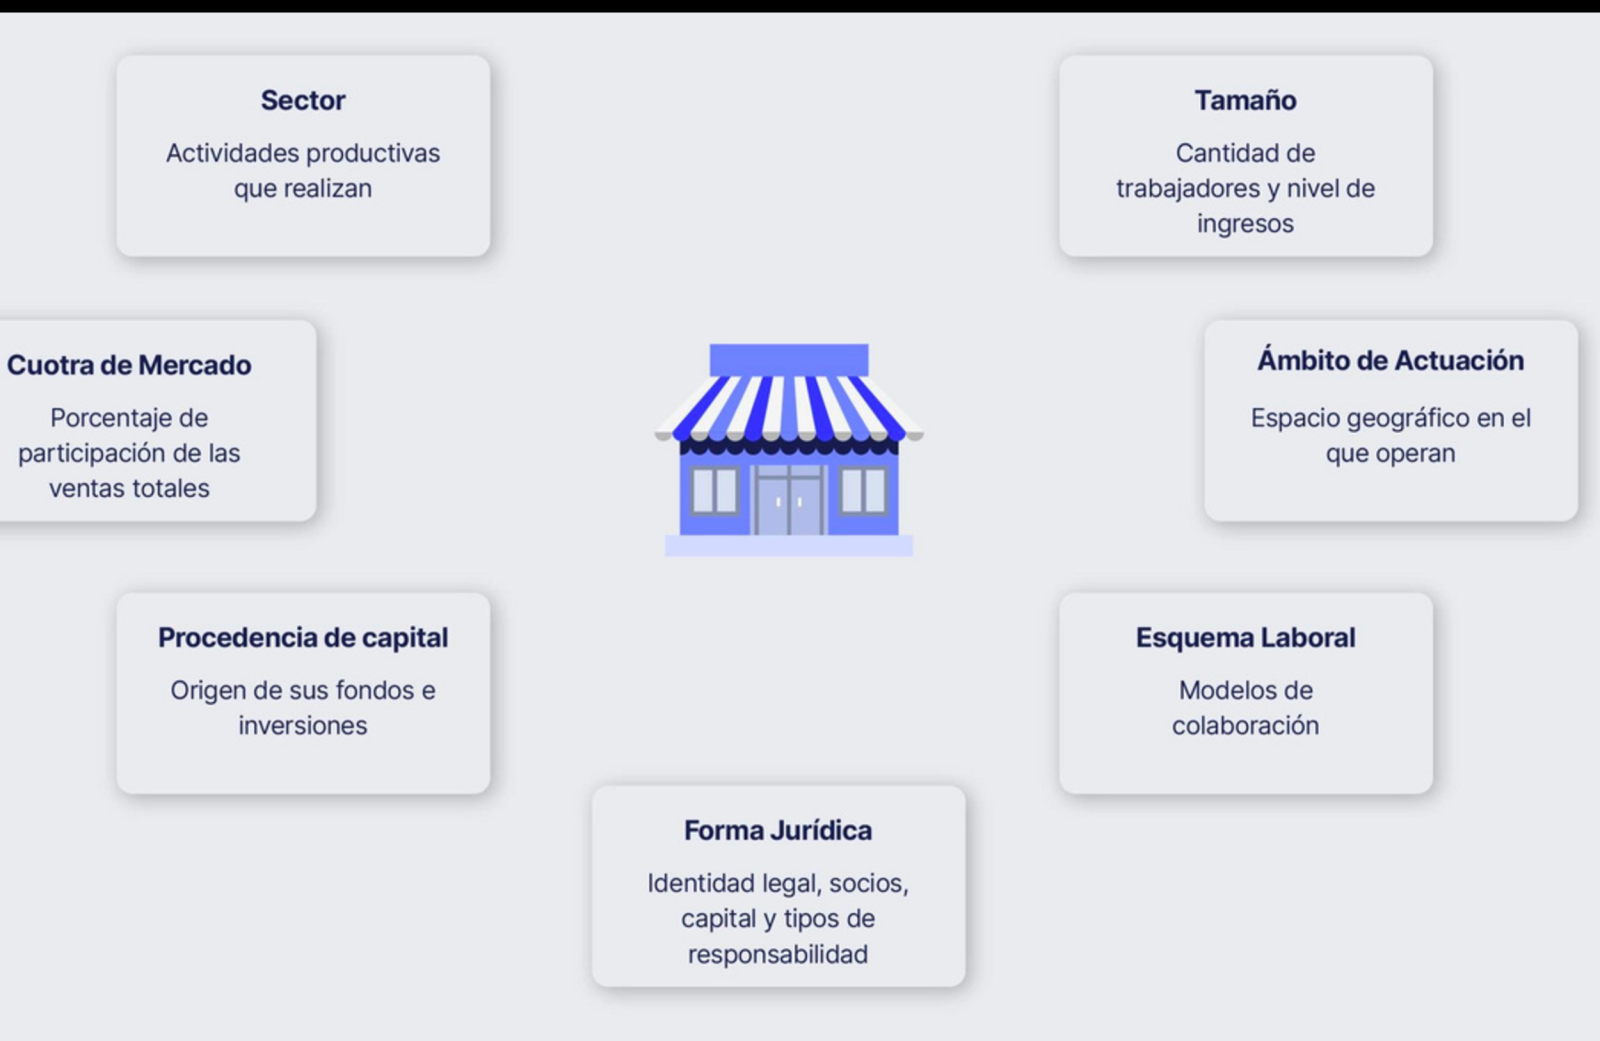 Sector
Actividades productivas
que realizan
Tamaño
Cantidad de
trabajadores y nivel de
ingresos
Cuotra de Mercado
Porcentaje de
participación de las
ventas totales
Ámbito de Actuación
Espacio geográfico en el
que operan
Procedencia de capital
Origen de sus fondos e
inversiones
Esquema Laboral
Modelos de
colaboración
Forma Jurídica
Identidad legal, socios,
capital y tipos de
responsabilidad